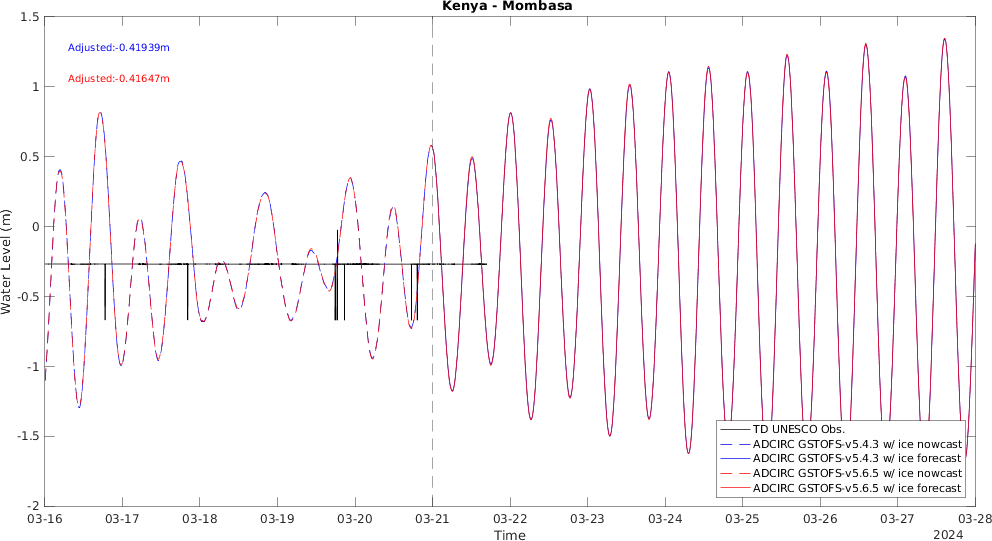 Kenya - Mombasa
1.5
Adjusted:-0.41939m
Adjusted:-0.41647m
1
0.5
0
-0.5
-1
-1.5
-2
Water Level (m)
TD UNESCO Obs.
ADCIRC GSTOFS-v5.4.3 w/ ice nowcast
ADCIRC GSTOFS-v5.4.3 w/ ice forecast
ADCIRC GSTOFS-v5.6.5 w/ ice nowcast
ADCIRC GSTOFS-v5.6.5 w/ ice forecast
03-16 03-17 03-18 03-19 03-20 03-21 03-22 03-23 03-24 03-25 03-26 03-27 03-28
Time
2024